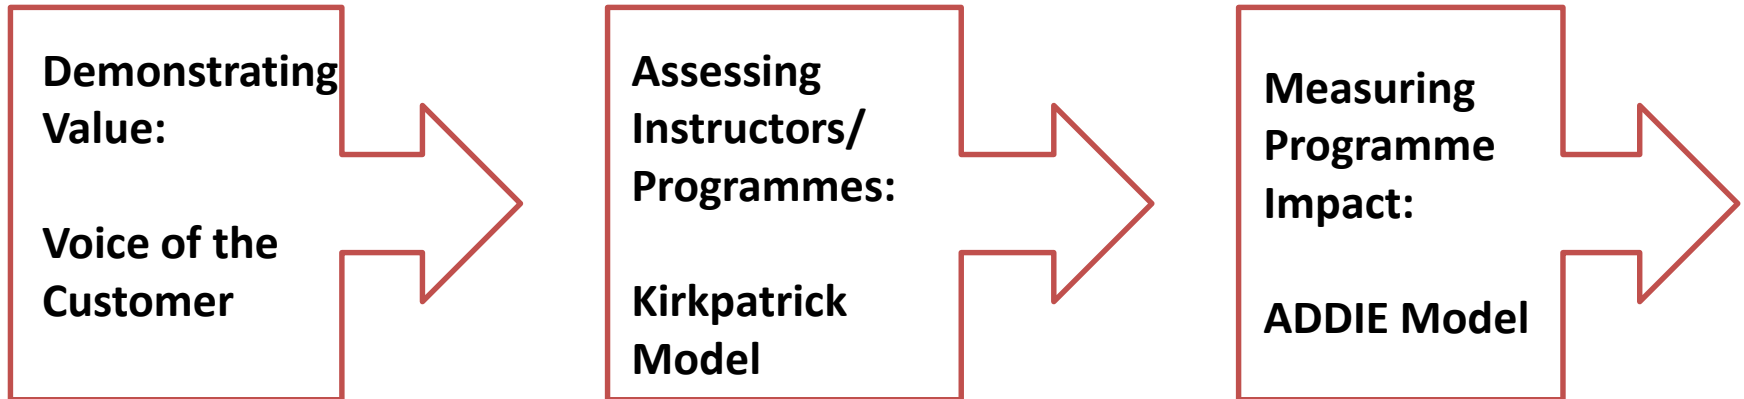 Demonstrating
Value:
Voice of the
Customer
Assessing
Instructors/
Programmes:
Kirkpatrick
Model
Measuring
Programme
Impact:
ADDIE Model